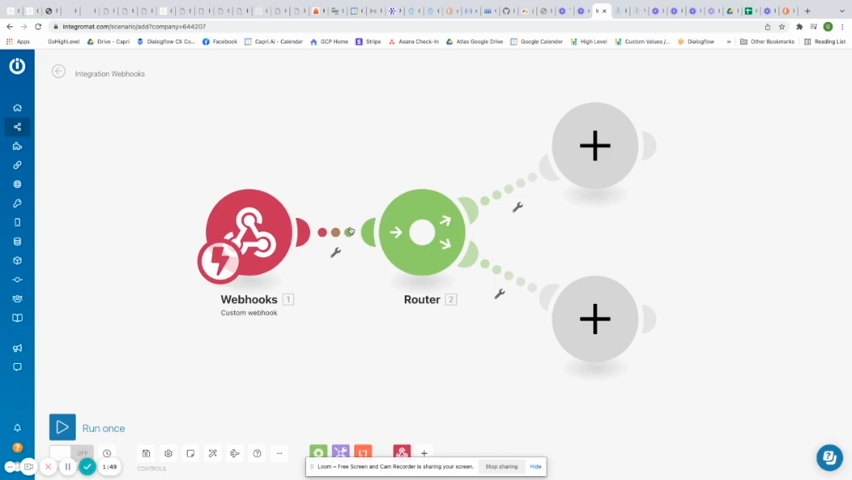 integromat.com/scenario/add?company=644207
Reading List
Apps
GoHighLevel
Drive - Capri
Dialogflow CX Co...
Facebook
Capri.Ai - Calendar
GCP Home
Stripe
Asana Check-In
Atlas Google Drive
Google Calender
High Level
Custom Values /...
Dialogflow
»
Other Bookmarks
Integration Webhooks
Webhooks 1
Custom webhook
Router 2
Run once
OFF
CONTROLS
1:49
Loom – Free Screen and Cam Recorder is sharing your screen.
Stop sharing
Hide